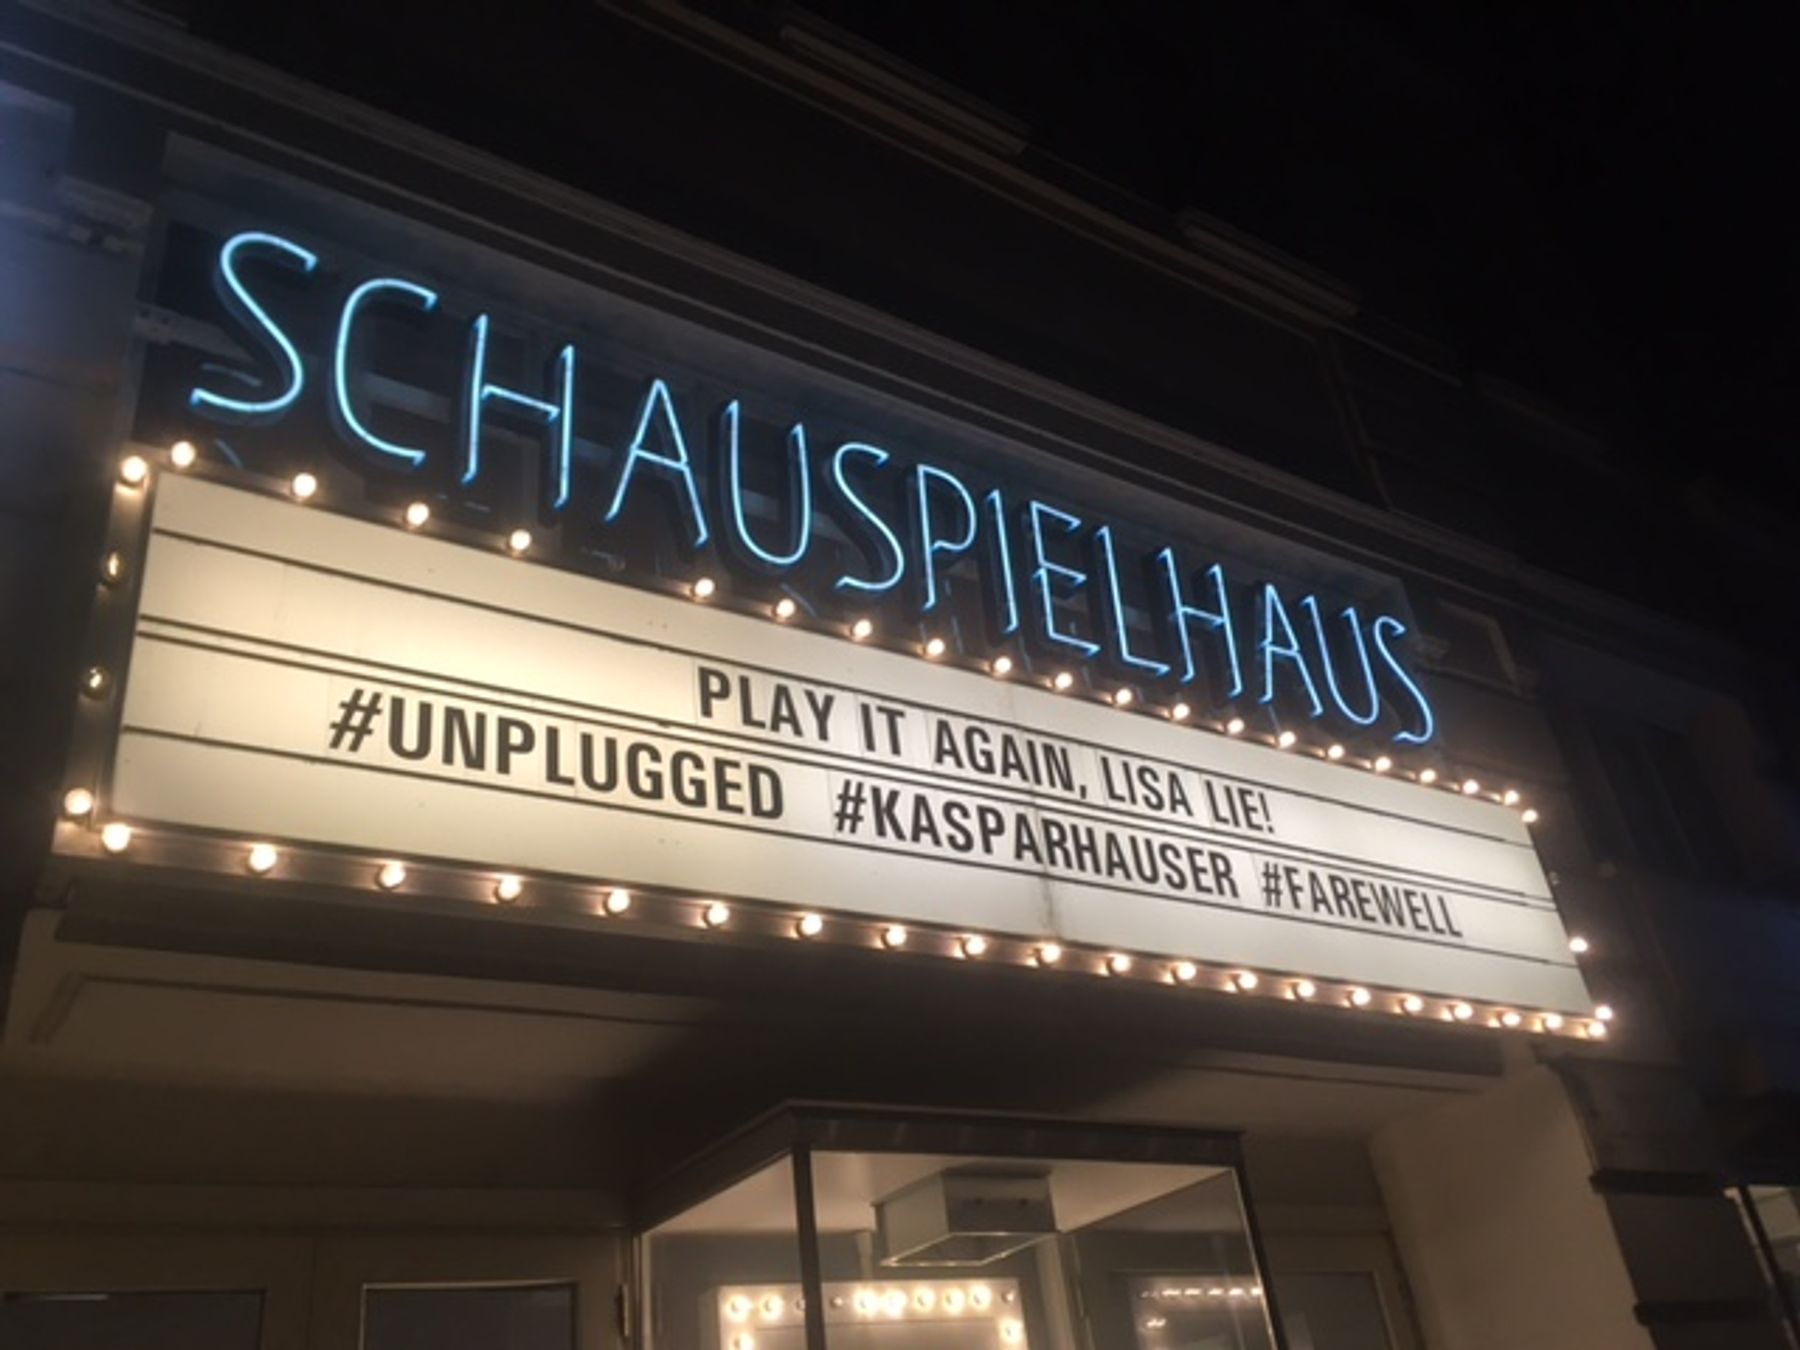 SCHAUSPIELHAUS
PLAY IT AGAIN, LISA LIE!
#UNPLUGGED #KASPARHAUSER #FAREWELL